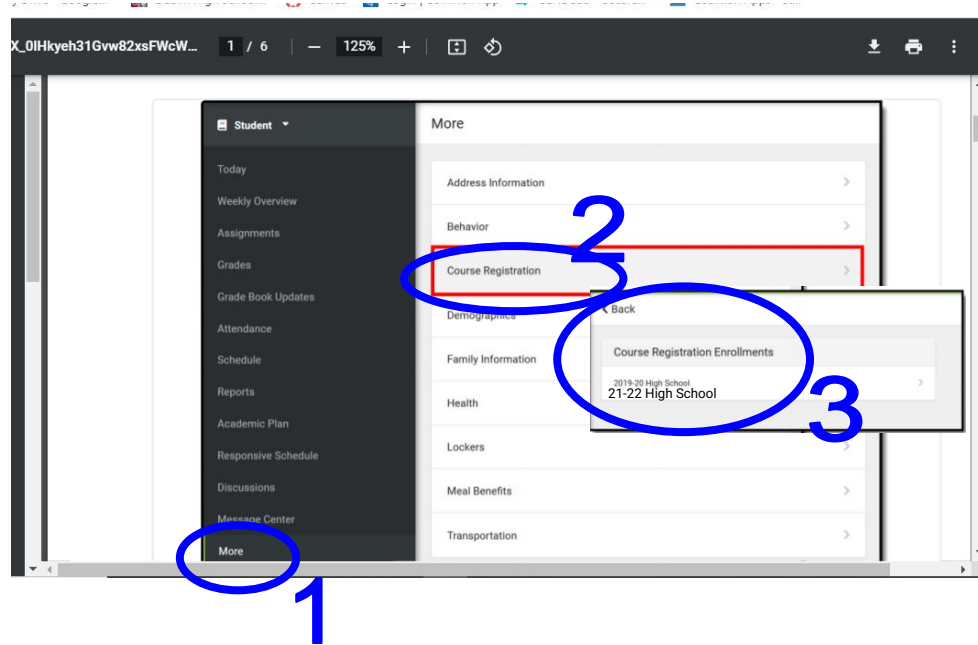 X_0IHkyeh31Gvw82xsFWcW... 1 / 6 | — 125% + |
Student
More
Today
Weekly Overview
Assignments
Grades
Grade Book Updates
Attendance
Schedule
Reports
Academic Plan
Responsive Schedule
Discussions
Message Center
More
Address Information
Behavior
Course Registration
Demographics
Family Information
Health
Lockers
Meal Benefits
Transportation
Back
Course Registration Enrollments
2019-20 High School
21-22 High School
1
2
3